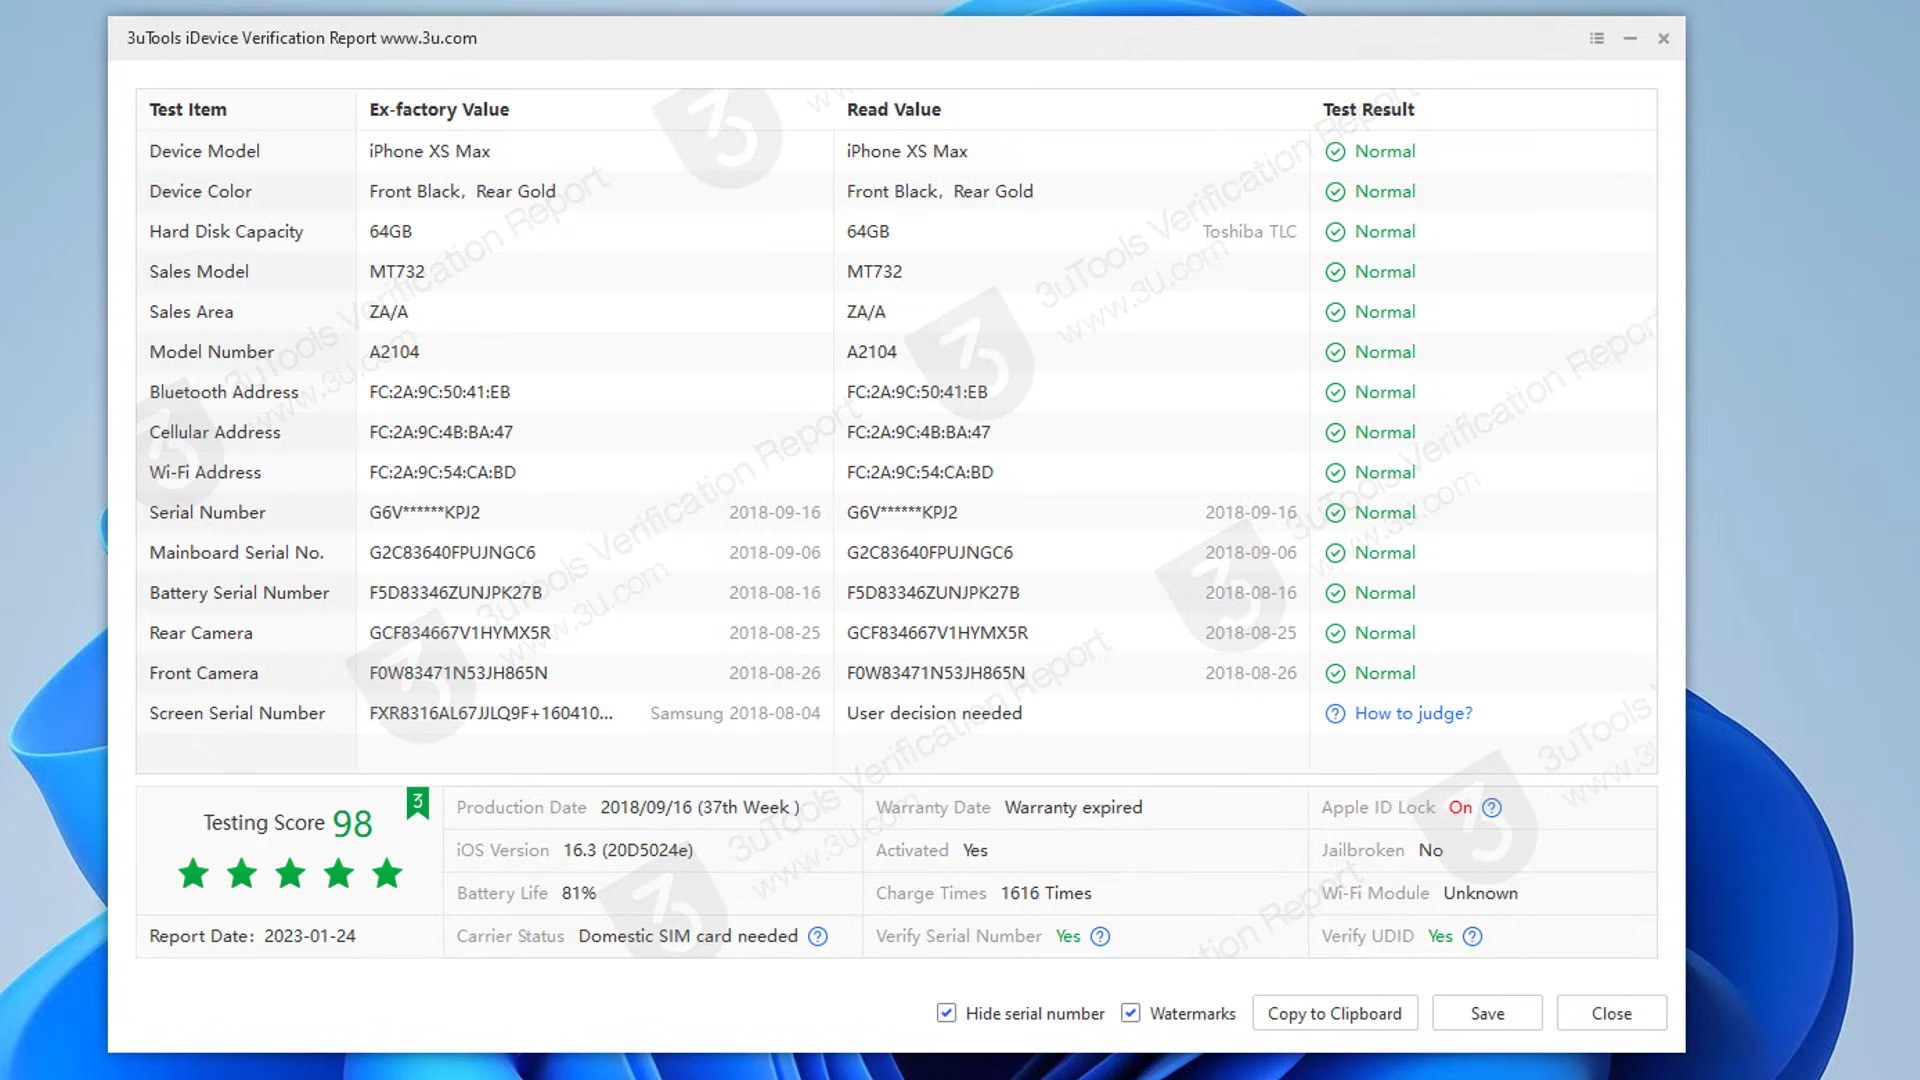 3uTools iDevice Verification Report www.3u.com
Test Item Ex-factory Value Read Value Test Result
Device Model iPhone XS Max iPhone XS Max Normal
Device Color Front Black, Rear Gold Front Black, Rear Gold Normal
Hard Disk Capacity 64GB 64GB Toshiba TLC Normal
Sales Model MT732 MT732 Normal
Sales Area ZA/A ZA/A Normal
Model Number A2104 A2104 Normal
Bluetooth Address FC:2A:9C:50:41:EB FC:2A:9C:50:41:EB Normal
Cellular Address FC:2A:9C:4B:BA:47 FC:2A:9C:4B:BA:47 Normal
Wi-Fi Address FC:2A:9C:54:CA:BD FC:2A:9C:54:CA:BD Normal
Serial Number G6V******KPJ2 2018-09-16 G6V******KPJ2 2018-09-16 Normal
Mainboard Serial No. G2C83640FPUJNGC6 2018-09-06 G2C83640FPUJNGC6 2018-09-06 Normal
Battery Serial Number F5D83346ZUNJPK27B 2018-08-16 F5D83346ZUNJPK27B 2018-08-16 Normal
Rear Camera GCF834667V1HYMX5R 2018-08-25 GCF834667V1HYMX5R 2018-08-25 Normal
Front Camera F0W83471N53JH865N 2018-08-26 F0W83471N53JH865N 2018-08-26 Normal
Screen Serial Number FXR8316AL67JJLQ9F+160410... Samsung 2018-08-04 User decision needed How to judge?
Testing Score 98 3
Production Date 2018/09/16 (37th Week ) Warranty Date Warranty expired Apple ID Lock On
iOS Version 16.3 (20D5024e) Activated Yes Jailbroken No
Battery Life 81% Charge Times 1616 Times Wi-Fi Module Unknown
Report Date: 2023-01-24 Carrier Status Domestic SIM card needed Verify Serial Number Yes Verify UDID Yes
Hide serial number Watermarks Copy to Clipboard Save Close
3uTools Verification Report
www.3u.com